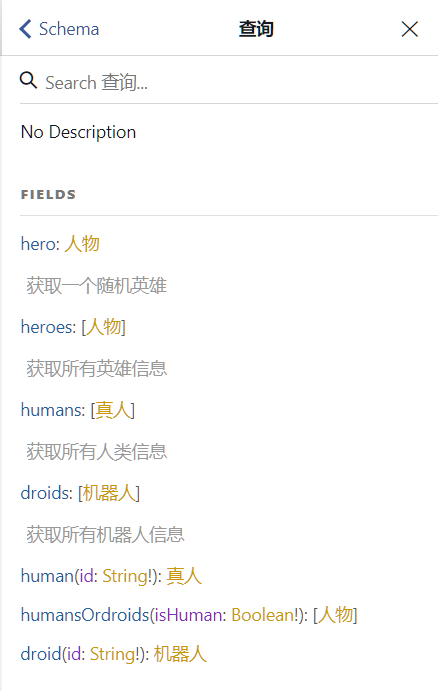 Schema
查询
Search 查询...
No Description
FIELDS
hero: 人物
获取一个随机英雄
heroes: [人物]
获取所有英雄信息
humans: [真人]
获取所有人类信息
droids: [机器人]
获取所有机器人信息
human(id: String!): 真人
humansOrdroids(isHuman: Boolean!): [人物]
droid(id: String!): 机器人